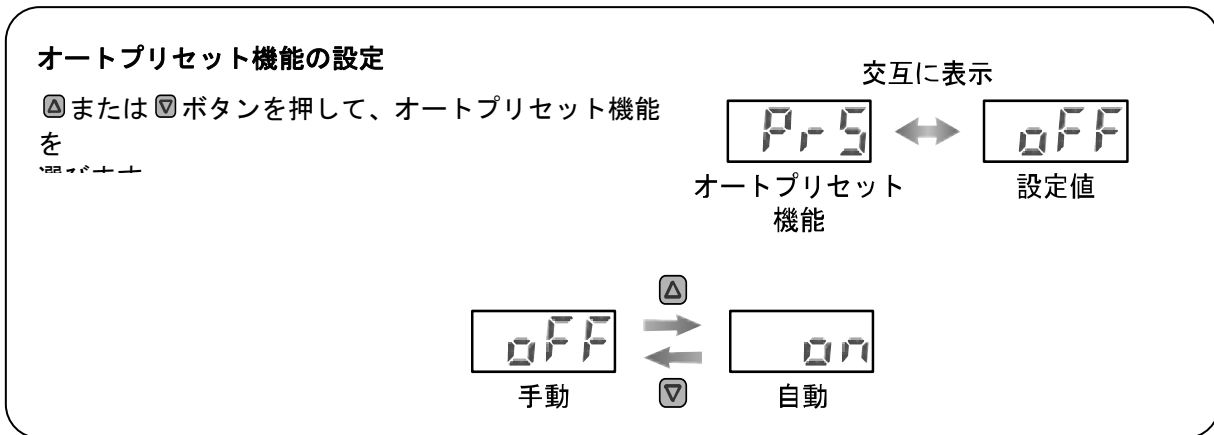 オートプリセット機能の設定
または ボタンを押して、オートプリセット機能
を
交互に表示
PrS
oFF
オートプリセット
機能
設定値
oFF
on
手動
自動